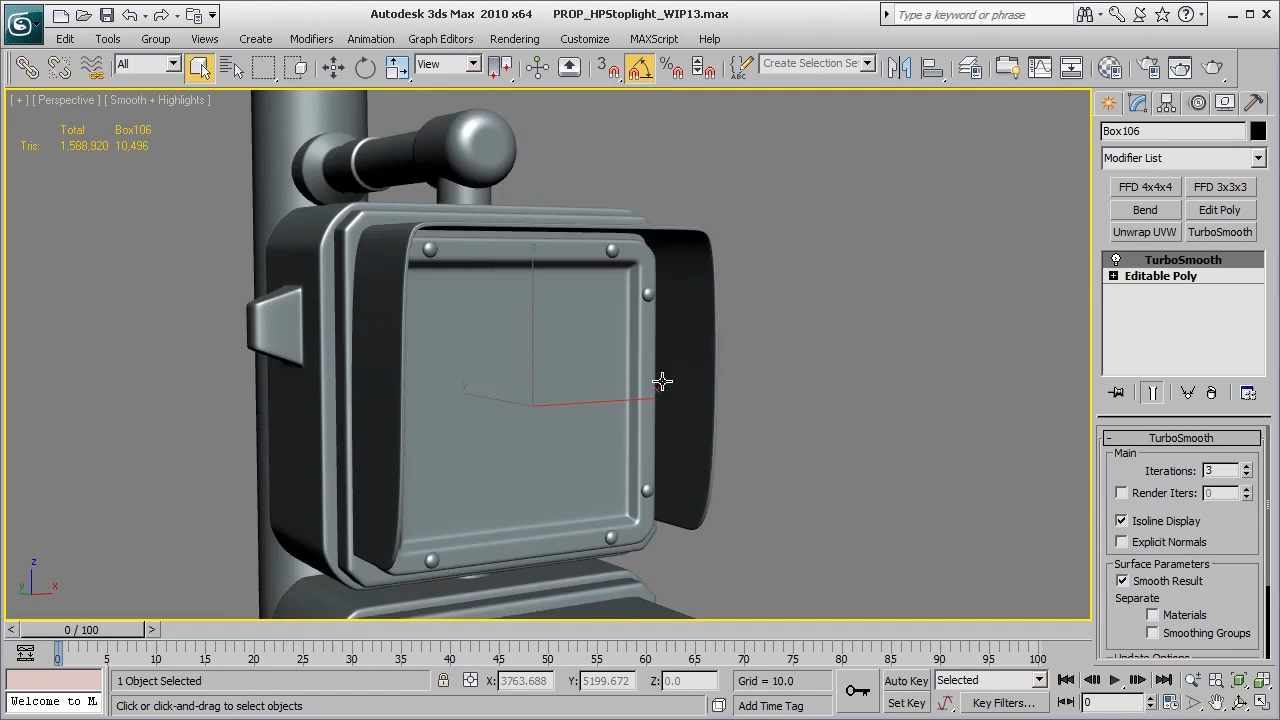 Autodesk 3ds Max 2010 x64 PROP_HPStoplight_WIP13.max
Type a keyword or phrase
Edit Tools Group Views Create Modifiers Animation Graph Editors Rendering Customize MAXScript Help
All View 3 Create Selection Se
[ + ] [ Perspective ] [ Smooth + Highlights ]
Total Box106
Tris: 1,588,920 10,496
z
y
z
y x
Box106
Modifier List
FFD 4x4x4 FFD 3x3x3
Bend Edit Poly
Unwrap UVW TurboSmooth
TurboSmooth
Editable Poly
TurboSmooth
Main
Iterations: 3
Render Iters: 0
Isoline Display
Explicit Normals
Surface Parameters
Smooth Result
Separate
Materials
Smoothing Groups
Update Options
< 0 / 100 >
0 5 10 15 20 25 30 35 40 45 50 55 60 65 70 75 80 85 90 95 100
1 Object Selected X: 3763.688 Y: 5199.672 Z: 0.0 Grid = 10.0 Auto Key Selected
Welcome to M Click or click-and-drag to select objects Add Time Tag Set Key Key Filters... 0